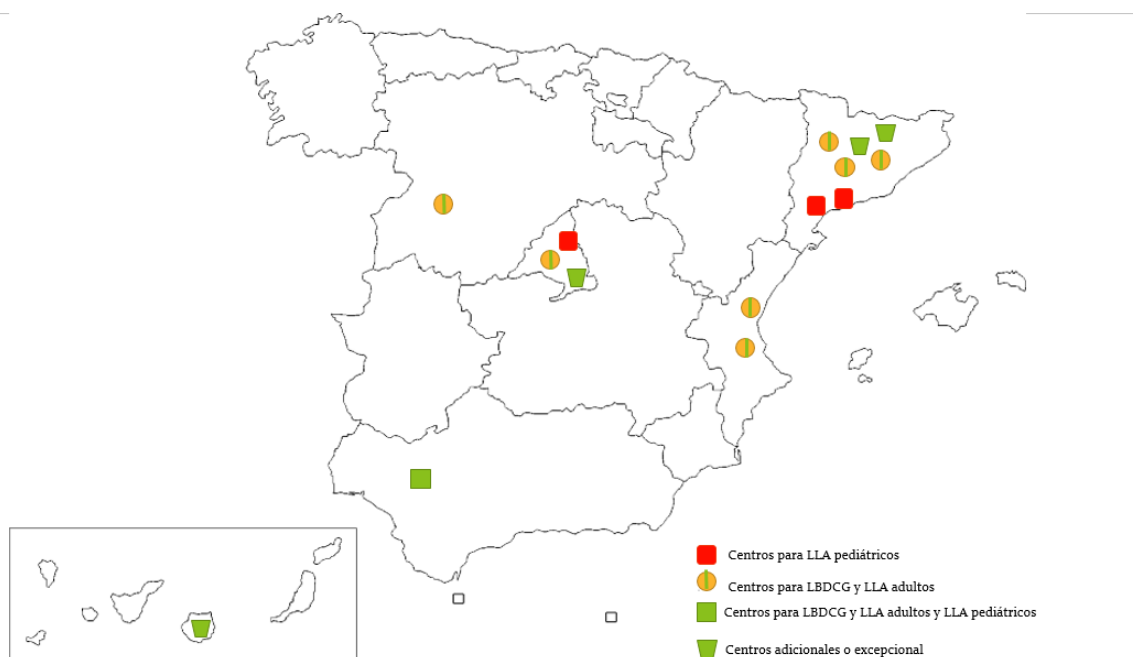 Centros para LLA pediátricos
Centros para LBDCG y LLA adultos
Centros para LBDCG y LLA adultos y LLA pediátricos
Centros adicionales o excepcional